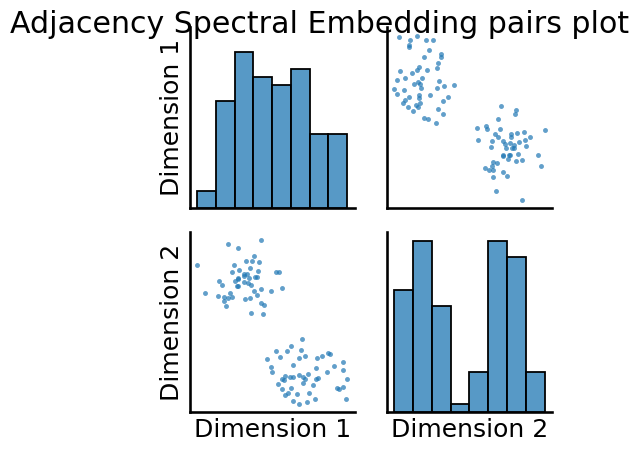 Adjacency Spectral Embedding pairs plot
Dimension 1
Dimension 2
Dimension 1
Dimension 2